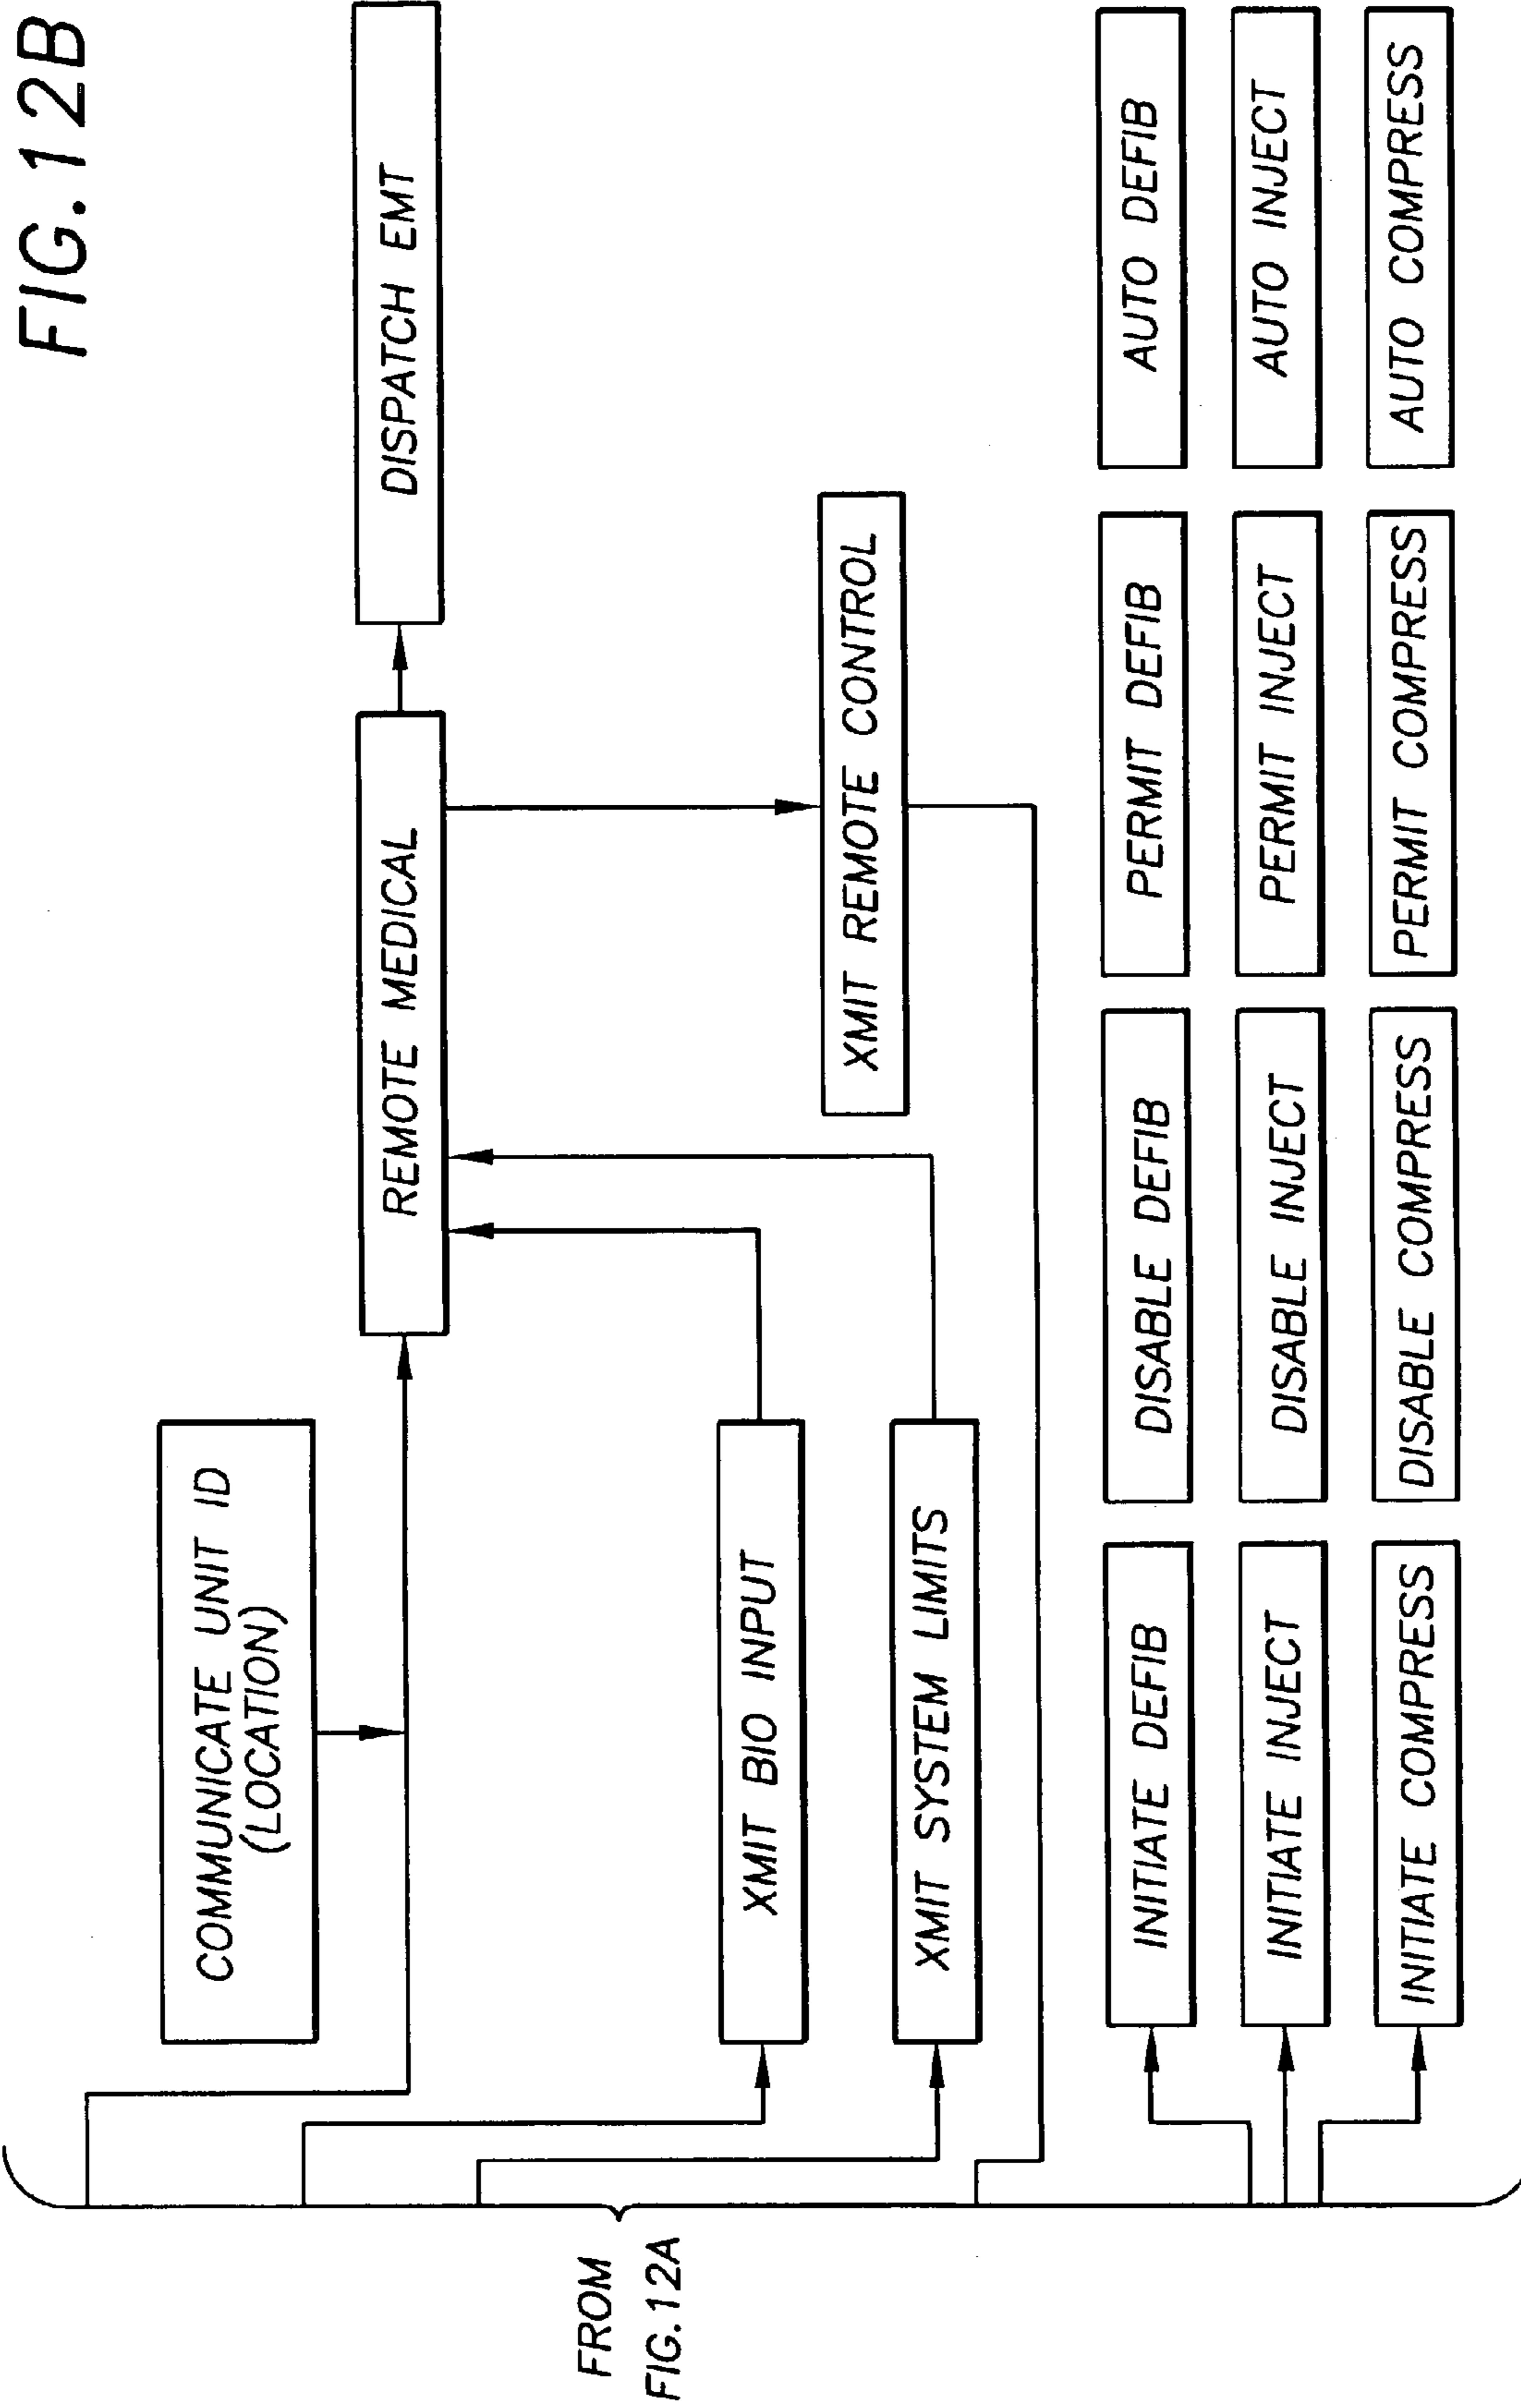 FIG. 12B
COMMUNICATE UNIT ID
(LOCATION)
REMOTE MEDICAL
DISPATCH EMT
XMIT BIO INPUT
XMIT REMOTE CONTROL
XMIT SYSTEM LIMITS
FROM
FIG. 12A
INITIATE DEFIB
DISABLE DEFIB
PERMIT DEFIB
AUTO DEFIB
INITIATE INJECT
DISABLE INJECT
PERMIT INJECT
AUTO INJECT
INITIATE COMPRESS
DISABLE COMPRESS
PERMIT COMPRESS
AUTO COMPRESS